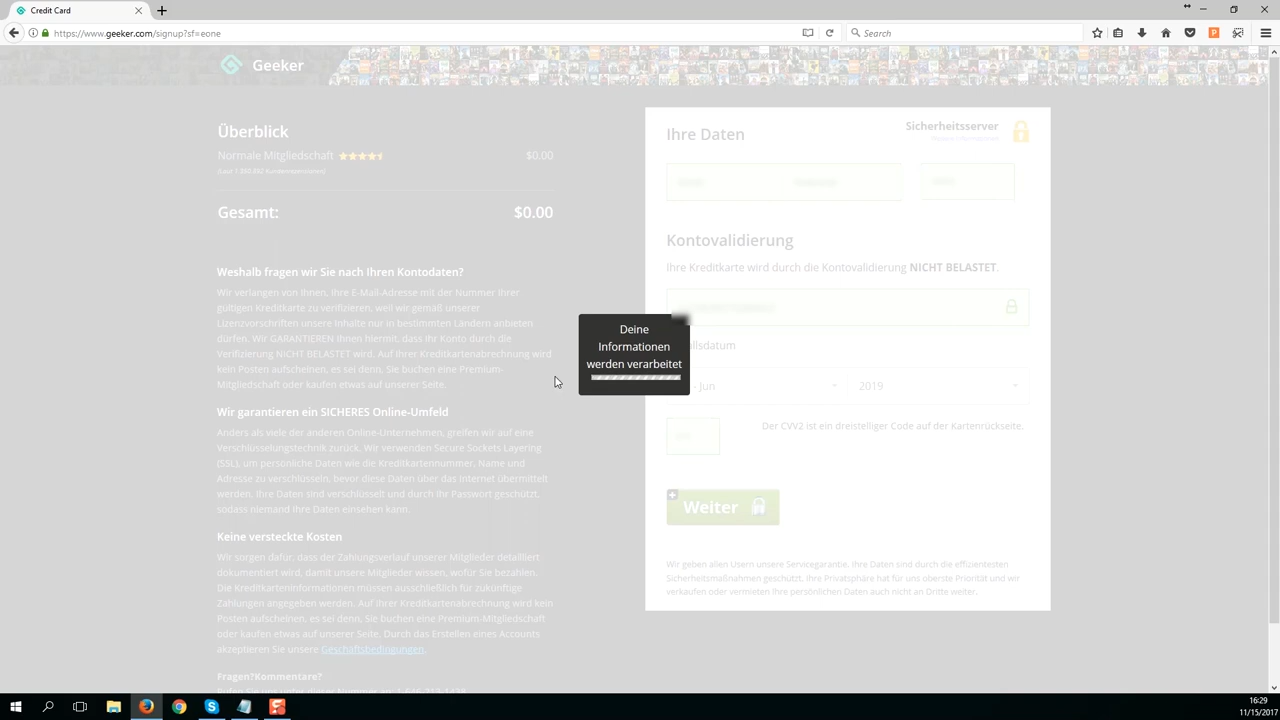 Credit Card
https://www.geeker.com/signup?sf=eone
Search
Geeker
Überblick
Normale Mitgliedschaft
$0.00
Gesamt:
$0.00
Weshalb fragen wir Sie nach Ihren Kontodaten?
Wir verlangen von Ihnen, Ihre E-Mail-Adresse mit der Nummer Ihrer
gültigen Kreditkarte zu verifizieren, weil wir gemäß unserer
Lizenzvorschriften unsere Inhalte nur in bestimmten Ländern anbieten
dürfen. Wir GARANTIEREN Ihnen hiermit, dass Ihr Konto durch die
Verifizierung NICHT BELASTET wird. Auf Ihrer Kreditkartenabrechnung wird
kein Posten aufscheinen, es sei denn, Sie buchen eine Premium-
Mitgliedschaft oder kaufen etwas auf unserer Seite.
Wir garantieren ein SICHERES Online-Umfeld
Anders als viele der anderen Online-Unternehmen, greifen wir auf eine
Verschlüsselungstechnik zurück. Wir verwenden Secure Sockets Layering
(SSL), um persönliche Daten wie die Kreditkartennummer, Name und
Adresse zu verschlüsseln, bevor diese Daten über das Internet übermittelt
werden. Ihre Daten sind verschlüsselt und durch Ihr Passwort geschützt,
sodass niemand Ihre Daten einsehen kann.
Keine versteckte Kosten
Wir sorgen dafür, dass der Zahlungsverlauf unserer Mitglieder detailliert
dokumentiert wird, damit unsere Mitglieder wissen, wofür Sie bezahlen.
Die Kreditkarteninformationen müssen ausschließlich für zukünftige
Zahlungen angegeben werden. Auf Ihrer Kreditkartenabrechnung wird kein
Posten aufscheinen, es sei denn, Sie buchen eine Premium-Mitgliedschaft
oder kaufen etwas auf unserer Seite. Durch das Erstellen eines Accounts
akzeptieren Sie unsere Geschäftsbedingungen.
Fragen?Kommentare?
Ihre Daten
Sicherheitsserver
Kontovalidierung
Ihre Kreditkarte wird durch die Kontovalidierung NICHT BELASTET.
Deine
Informationen
werden verarbeitet
llsdatum
- Jun
2019
Der CVV2 ist ein dreistelliger Code auf der Kartenrückseite.
Weiter
Wir geben allen Usern unsere Servicegarantie. Ihre Daten sind durch die effizientesten
Sicherheitsmaßnahmen geschützt. Ihre Privatsphäre hat für uns oberste Priorität und wir
verkaufen oder vermieten Ihre persönlichen Daten auch nicht an Dritte weiter.
16:29
11/15/2017